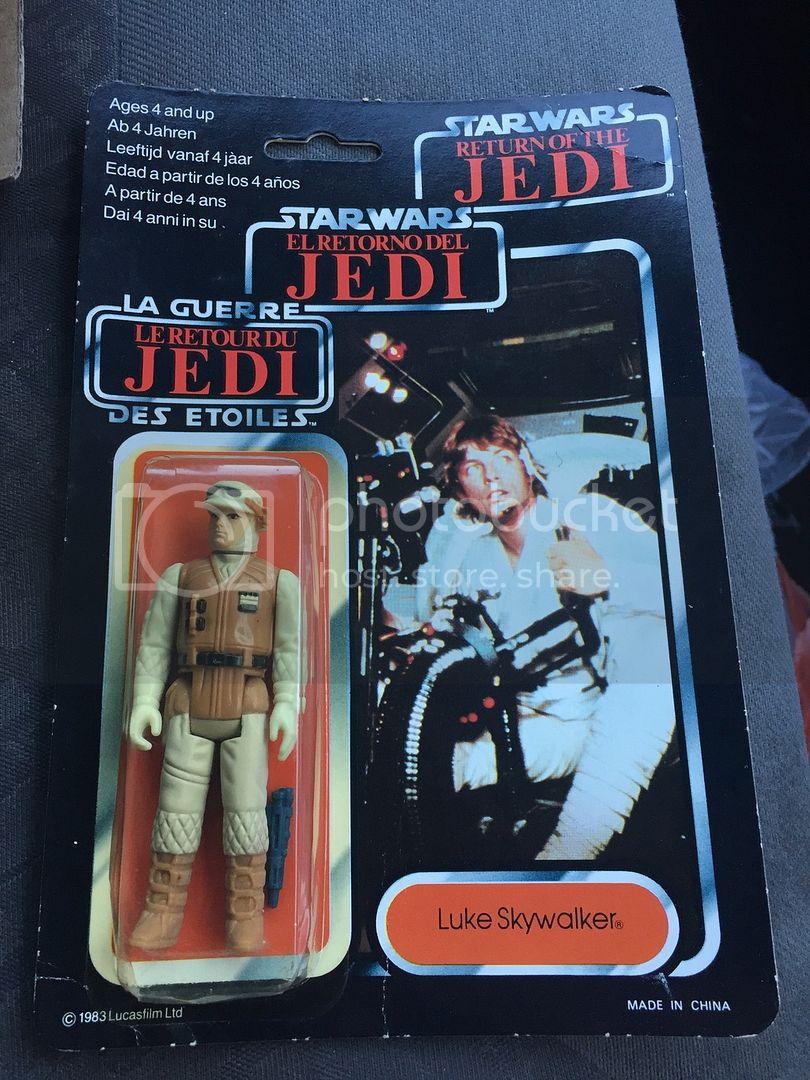 Ages 4 and up
Ab 4 Jahren
Leeftijd vanaf 4 jàar
Edad a partir de los 4 años
A partir de 4 ans
Dai 4 anni in su
STAR WARS
RETURN OF THE
JEDI
TM
STAR WARS
EL RETORNO DEL
JEDI
TM
LA GUERRE
LE RETOUR DU
JEDI
DES ETOILES
TM
photobucket
host. store. share.
Luke Skywalker®
© 1983 Lucasfilm Ltd
MADE IN CHINA